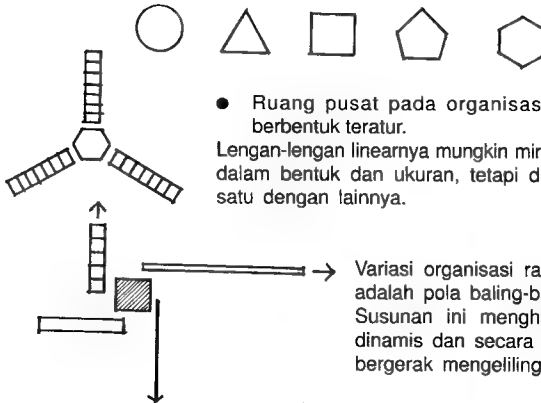 ● Ruang pusat pada organisas
berbentuk teratur.
Lengan-lengan linearnya mungkin mir
dalam bentuk dan ukuran, tetapi d
satu dengan lainnya.
Variasi organisasi ra
adalah pola baling-b
Susunan ini mengh
dinamis dan secara
bergerak mengeliling